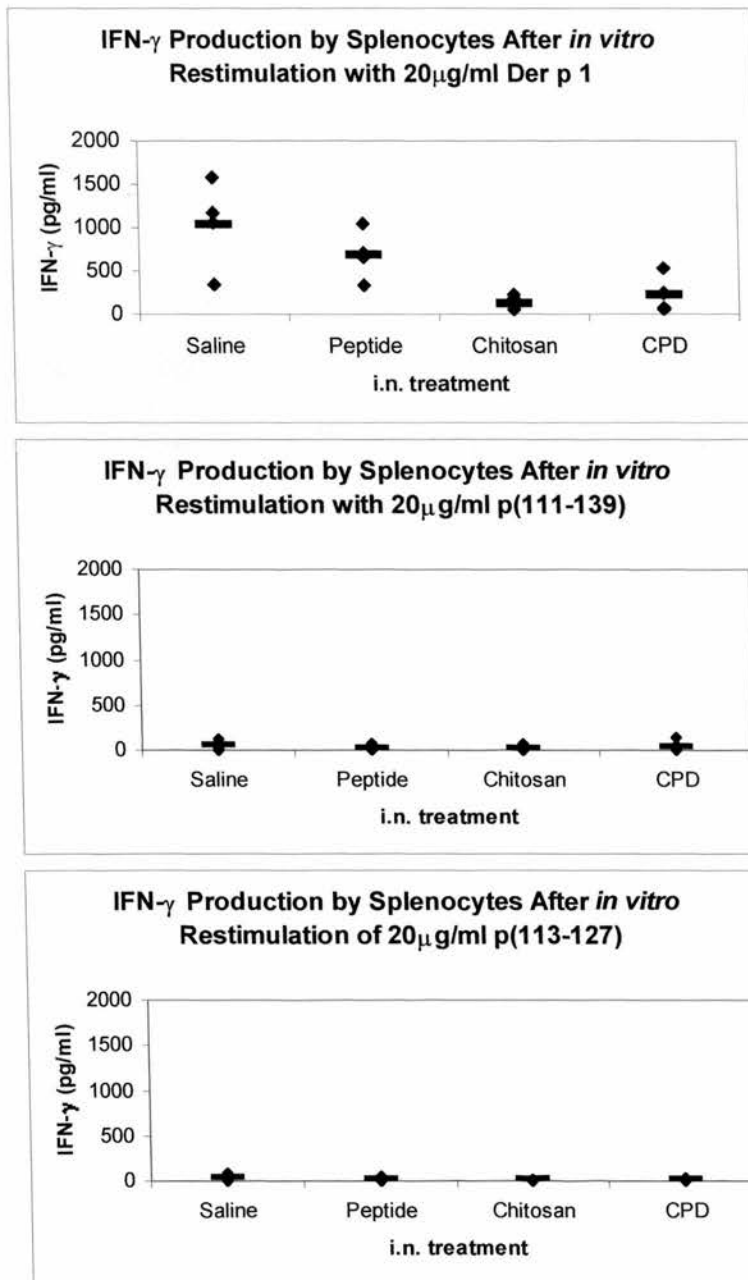 IFN-γ Production by Splenocytes After in vitro
Restimulation with 20μg/ml Der p 1
2000
1500
1000
500
0
IFN-γ (pg/ml)
Saline Peptide Chitosan CPD
i.n. treatment
IFN-γ Production by Splenocytes After in vitro
Restimulation with 20μg/ml p(111-139)
2000
1500
1000
500
0
IFN-γ (pg/ml)
Saline Peptide Chitosan CPD
i.n. treatment
IFN-γ Production by Splenocytes After in vitro
Restimulation of 20μg/ml p(113-127)
2000
1500
1000
500
0
IFN-γ (pg/ml)
Saline Peptide Chitosan CPD
i.n. treatment